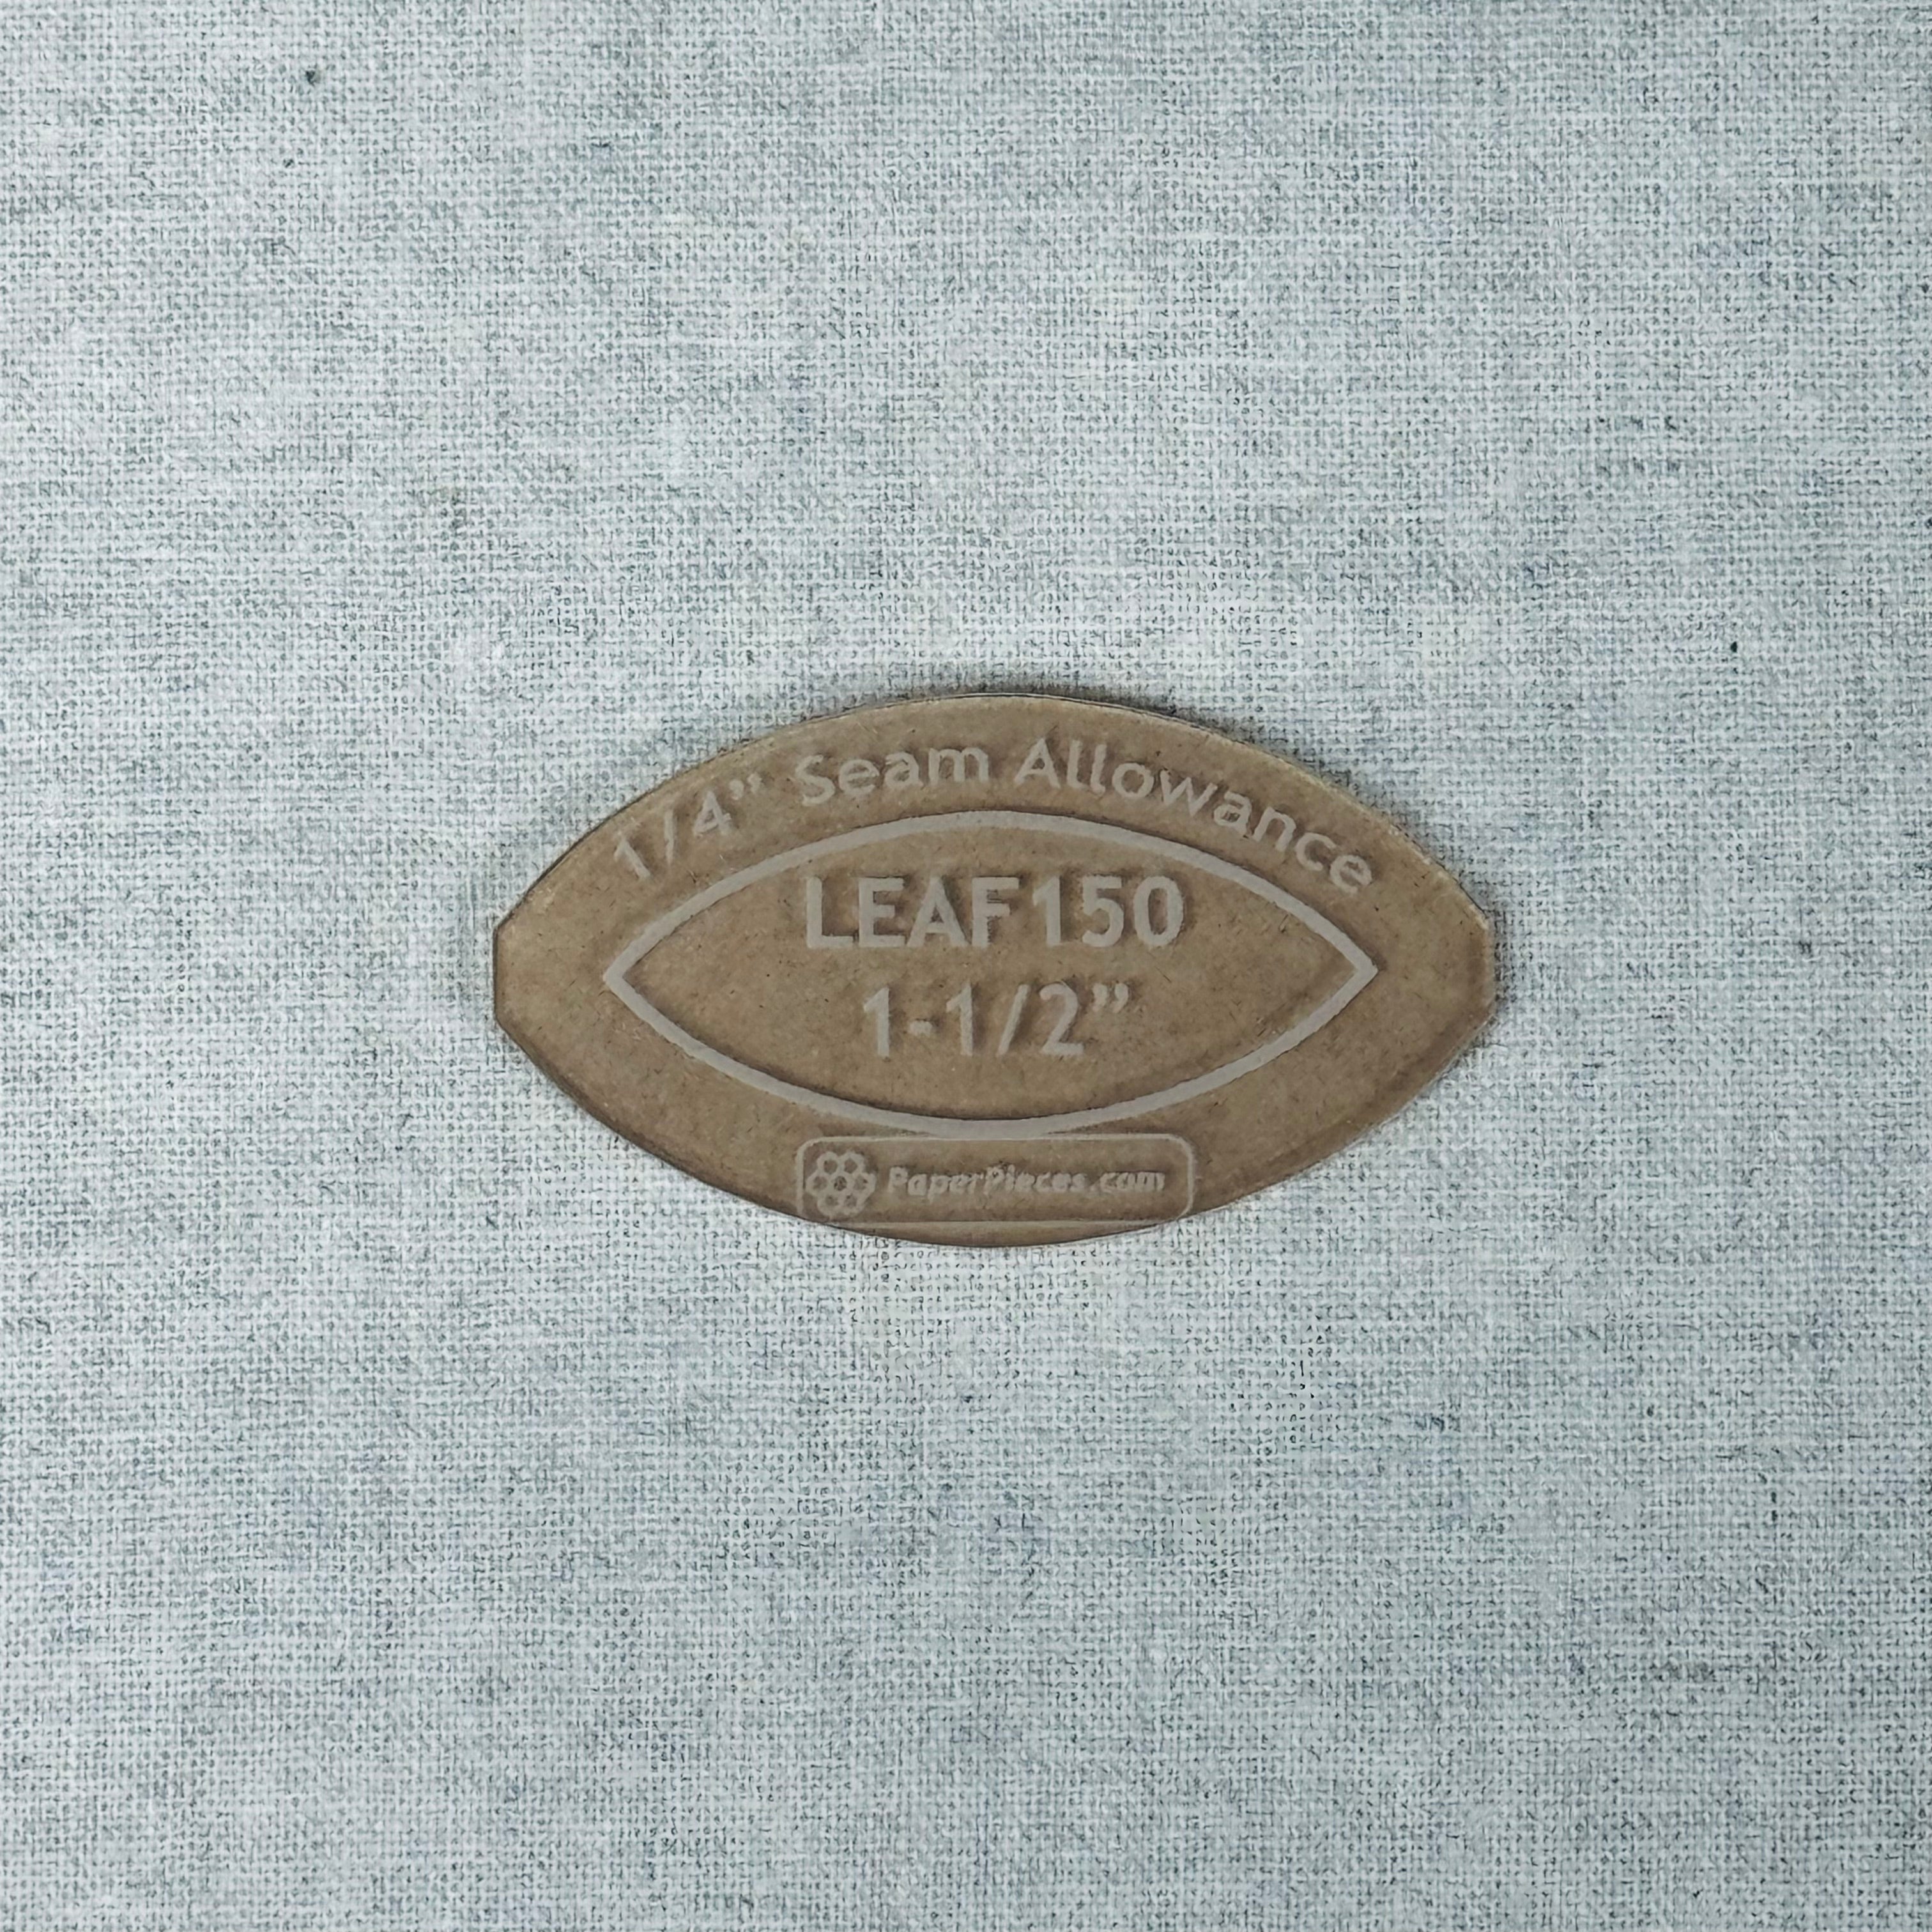 1/4” Seam Allowance
LEAF150
1-1/2”
PaperPieces.com